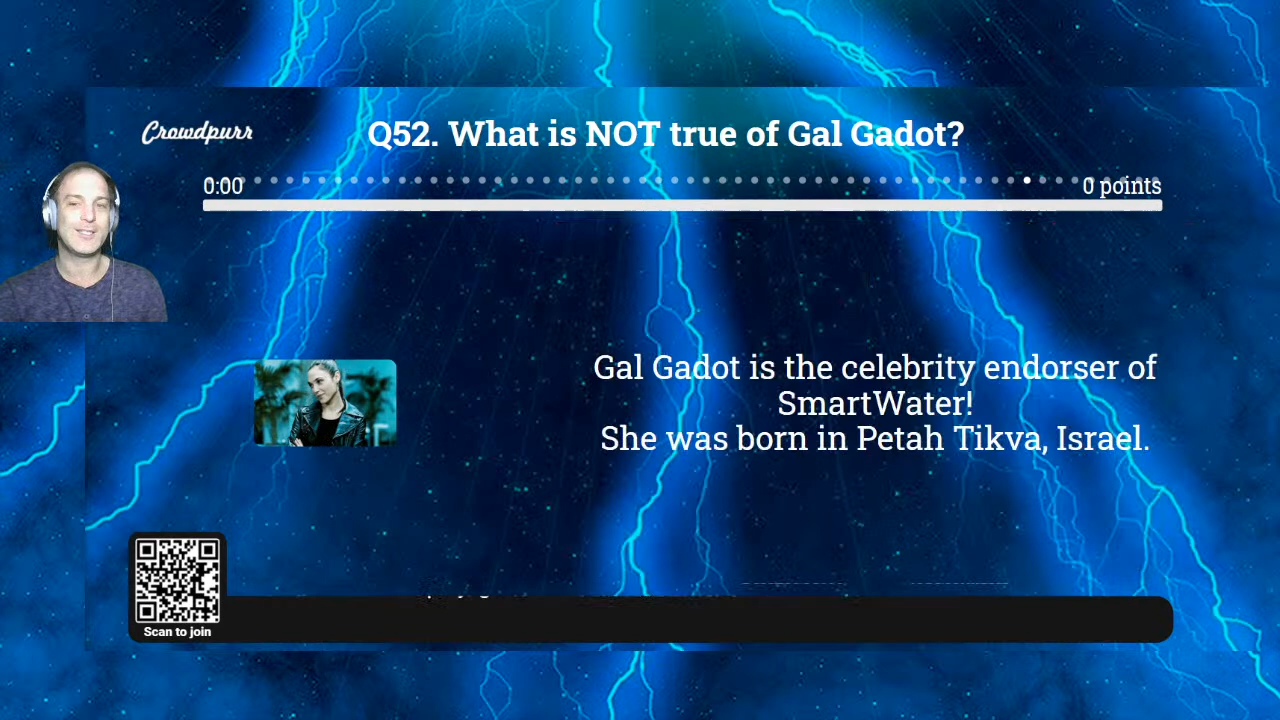 Crowdpurr
Q52. What is NOT true of Gal Gadot?
0:00
0 points
Gal Gadot is the celebrity endorser of
SmartWater!
She was born in Petah Tikva, Israel.
Scan to join